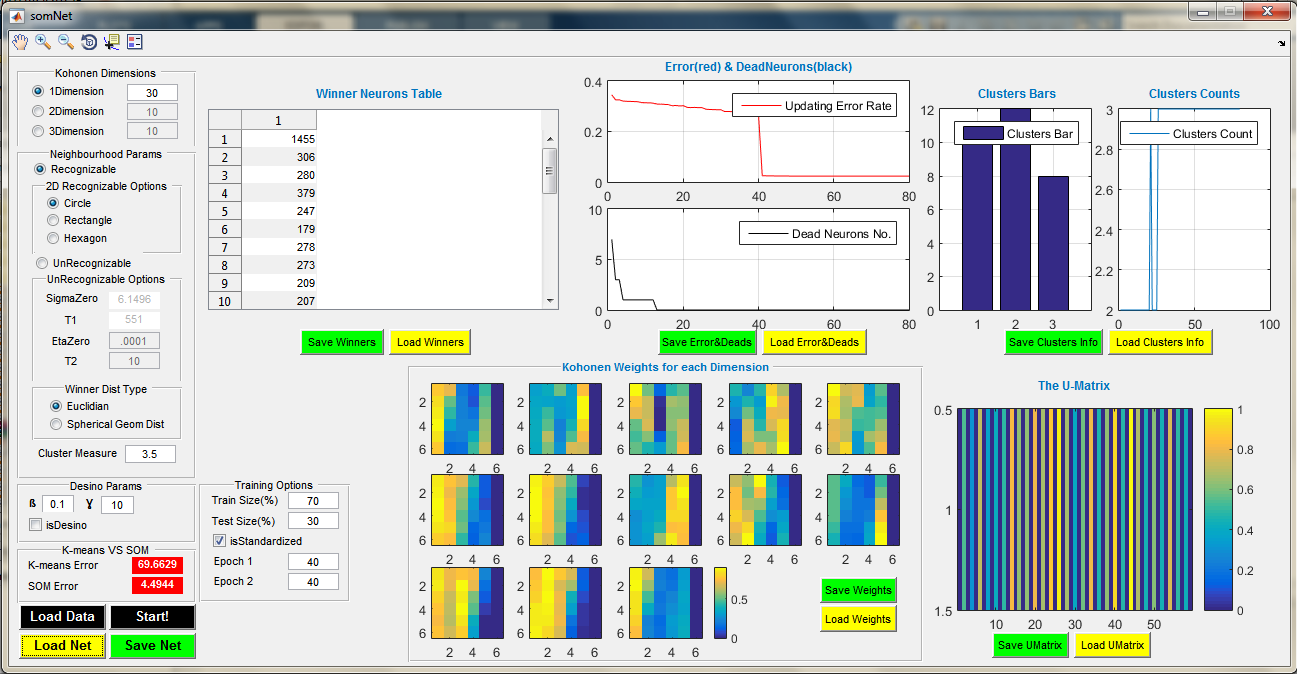 somNet
Kohonen Dimensions
1Dimension 30
2Dimension 10
3Dimension 10
Neighbourhood Params
Recognizable
2D Recognizable Options
Circle
Rectangle
Hexagon
UnRecognizable
UnRecognizable Options
SigmaZero 6.1496
T1 551
EtaZero .0001
T2 10
Winner Dist Type
Euclidian
Spherical Geom Dist
Cluster Measure 3.5
Desino Params
ß 0.1 Ɣ 10
isDesino
K-means VS SOM
K-means Error 69.6629
SOM Error 4.4944
Load Data Start!
Load Net Save Net
Training Options
Train Size(%) 70
Test Size(%) 30
isStandardized
Epoch 1 40
Epoch 2 40
Winner Neurons Table
1
1 1455
2 306
3 280
4 379
5 247
6 179
7 278
8 273
9 209
10 207
Save Winners Load Winners
Error(red) & DeadNeurons(black)
0.4
0.2
0
Updating Error Rate
0 20 40 60 80
10
5
0
Dead Neurons No.
0 20 40 60 80
Save Error&Deads Load Error&Deads
Clusters Bars
12
10
8
6
4
2
0
Clusters Bar
1 2 3
Clusters Counts
3
2.8
2.6
2.4
2.2
2
Clusters Count
0 50 100
Save Clusters Info Load Clusters Info
Kohonen Weights for each Dimension
2 2 2 2 2
4 4 4 4 4
6 6 6 6 6
2 4 6 2 4 6 2 4 6 2 4 6 2 4 6
2 2 2 2 2
4 4 4 4 4
6 6 6 6 6
2 4 6 2 4 6 2 4 6 2 4 6 2 4 6
2 2 2
4 4 4
6 6 6
2 4 6 2 4 6 2 4 6
0.5
0
Save Weights
Load Weights
The U-Matrix
0.5
1
1.5
10 20 30 40 50
1
0.8
0.6
0.4
0.2
0
Save UMatrix Load UMatrix